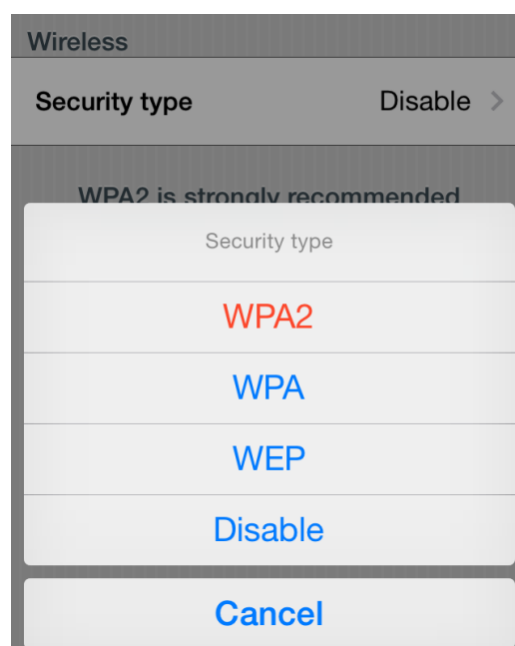 Wireless
Security type Disable
WPA2 is strongly recommended
Security type
WPA2
WPA
WEP
Disable
Cancel